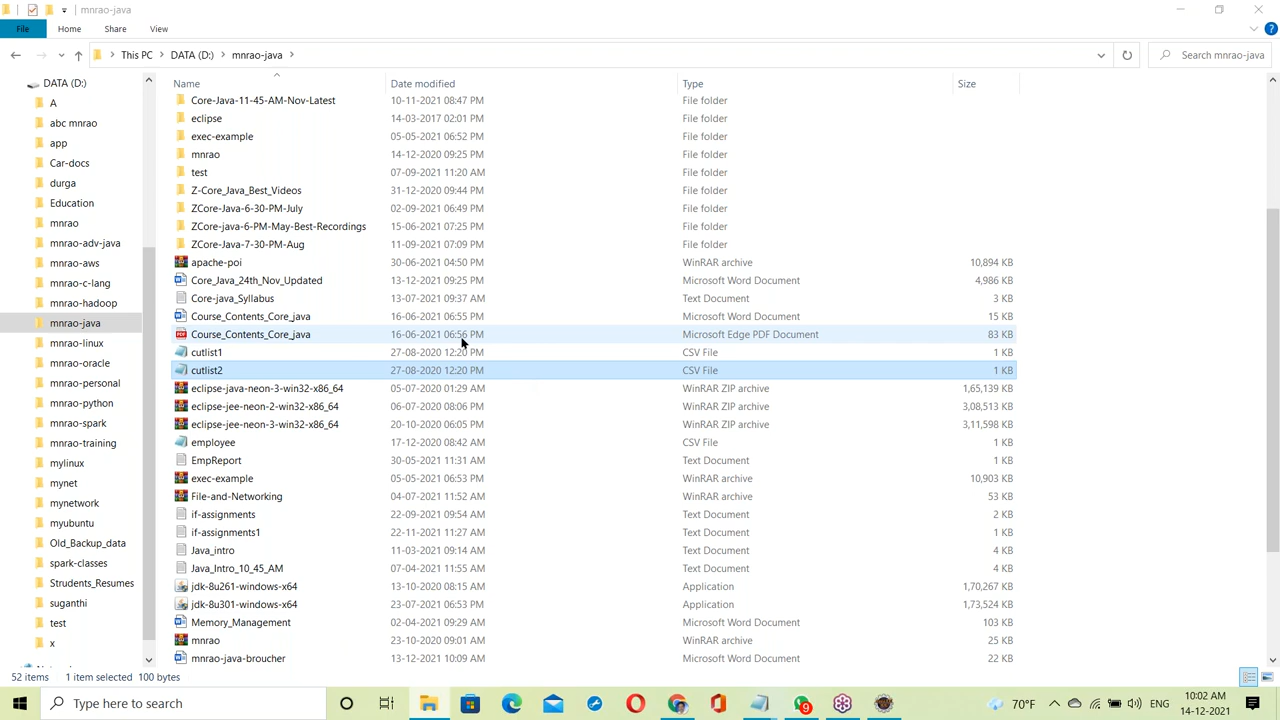 mnrao-java
File
Home
Share
View
This PC > DATA (D:) > mnrao-java >
Search mnrao-java
DATA (D:)
A
abc mnrao
app
Car-docs
durga
Education
mnrao
mnrao-adv-java
mnrao-aws
mnrao-c-lang
mnrao-hadoop
mnrao-java
mnrao-linux
mnrao-oracle
mnrao-personal
mnrao-python
mnrao-spark
mnrao-training
mylinux
mynet
mynetwork
myubuntu
Old_Backup_data
spark-classes
Strudents_Resumes
suganthi
test
x
Name Date modified Type Size
Core-Java-11-45-AM-Nov-Latest 10-11-2021 08:47 PM File folder
eclipse 14-03-2017 02:01 PM File folder
exec-example 05-05-2021 06:52 PM File folder
mnrao 14-12-2020 09:25 PM File folder
test 07-09-2021 11:20 AM File folder
Z-Core_Java_Best_Videos 31-12-2020 09:44 PM File folder
ZCore-Java-6-30-PM-July 02-09-2021 06:49 PM File folder
ZCore-java-6-PM-May-Best-Recordings 15-06-2021 07:25 PM File folder
ZCore-Java-7-30-PM-Aug 11-09-2021 07:09 PM File folder
apache-poi 30-06-2021 04:50 PM WinRAR archive 10,894 KB
Core_Java_24th_Nov_Updated 13-12-2021 09:25 PM Microsoft Word Document 4,986 KB
Core-java_Syllabus 13-07-2021 09:37 AM Text Document 3 KB
Course_Contents_Core_java 16-06-2021 06:55 PM Microsoft Word Document 15 KB
Course_Contents_Core_java 16-06-2021 06:56 PM Microsoft Edge PDF Document 83 KB
cutlist1 27-08-2020 12:20 PM CSV File 1 KB
cutlist2 27-08-2020 12:20 PM CSV File 1 KB
eclipse-java-neon-3-win32-x86_64 05-07-2020 01:29 AM WinRAR ZIP archive 1,65,139 KB
eclipse-jee-neon-2-win32-x86_64 06-07-2020 08:06 PM WinRAR ZIP archive 3,08,513 KB
eclipse-jee-neon-3-win32-x86_64 20-10-2020 06:05 PM WinRAR ZIP archive 3,11,598 KB
employee 17-12-2020 08:42 AM CSV File 1 KB
EmpReport 30-05-2021 11:31 AM Text Document 1 KB
exec-example 05-05-2021 06:53 PM WinRAR archive 10,903 KB
File-and-Networking 04-07-2021 11:52 AM WinRAR archive 53 KB
if-assignments 22-09-2021 09:54 AM Text Document 2 KB
if-assignments1 22-11-2021 11:27 AM Text Document 1 KB
Java_intro 11-03-2021 09:14 AM Text Document 4 KB
Java_Intro_10_45_AM 07-04-2021 11:55 AM Text Document 4 KB
jdk-8u261-windows-x64 13-10-2020 08:15 AM Application 1,70,267 KB
jdk-8u301-windows-x64 23-07-2021 06:53 PM Application 1,73,524 KB
Memory_Management 02-04-2021 09:29 AM Microsoft Word Document 103 KB
mnrao 23-10-2020 09:01 AM WinRAR archive 25 KB
mnrao-java-broucher 13-12-2021 10:09 AM Microsoft Word Document 22 KB
52 items 1 item selected 100 bytes
Type here to search
9
70°F
ENG
10:02 AM
14-12-2021